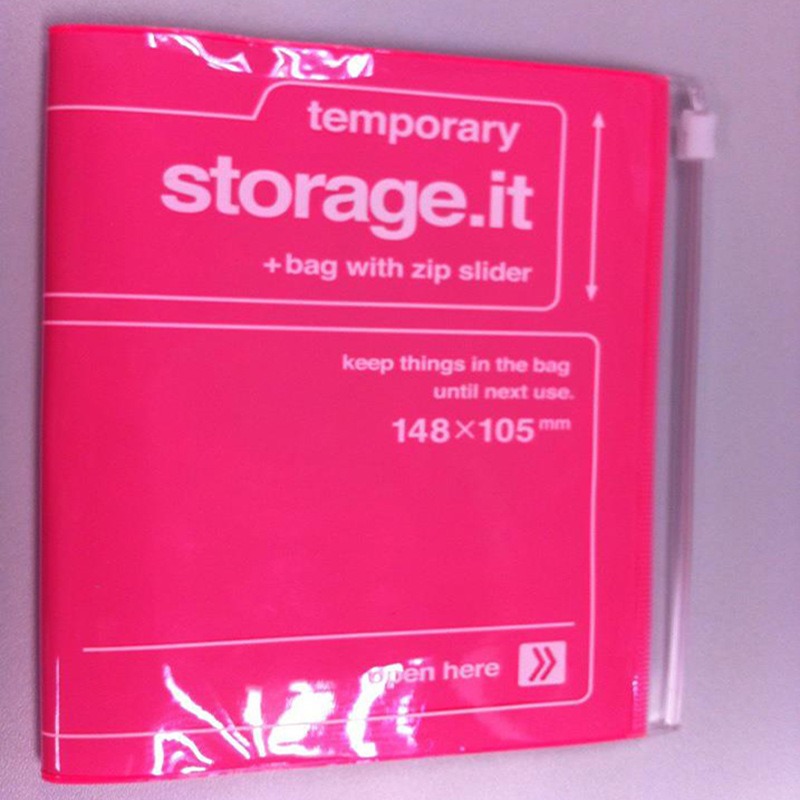 temporary
storage.it
+bag with zip slider
keep things in the bag
until next use.
148×105mm
open here